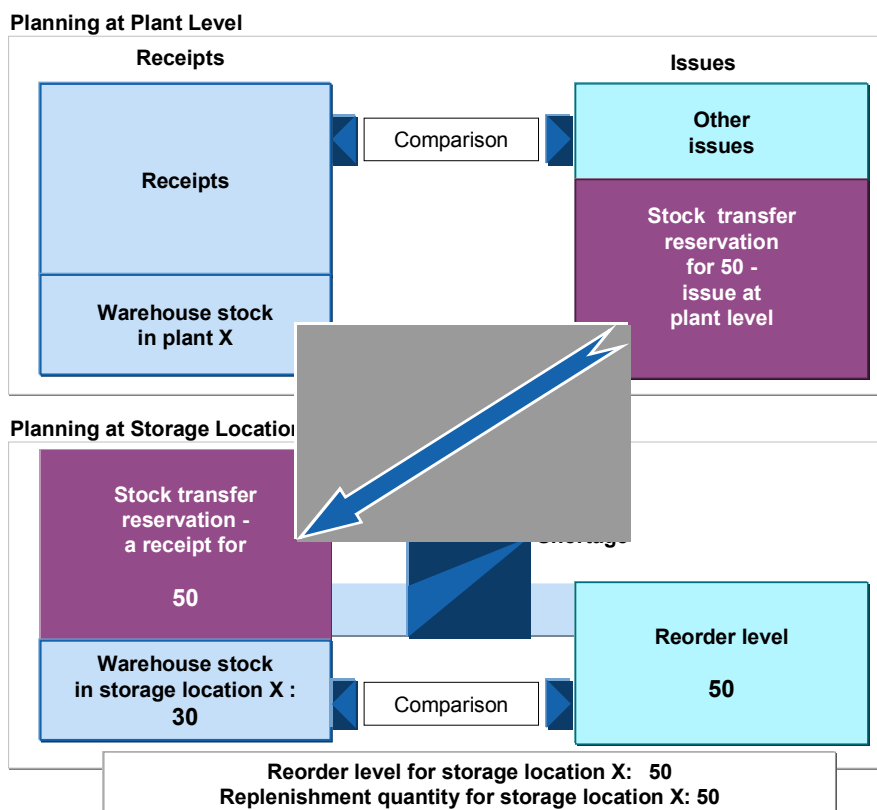 Planning at Plant Level
Receipts
Issues
Receipts
Comparison
Other
issues
Stock transfer
reservation
for 50 -
issue at
plant level
Warehouse stock
in plant X
Planning at Storage Location
Stock transfer
reservation -
a receipt for
50
Warehouse stock
in storage location X :
30
Comparison
Reorder level
50
Reorder level for storage location X: 50
Replenishment quantity for storage location X: 50